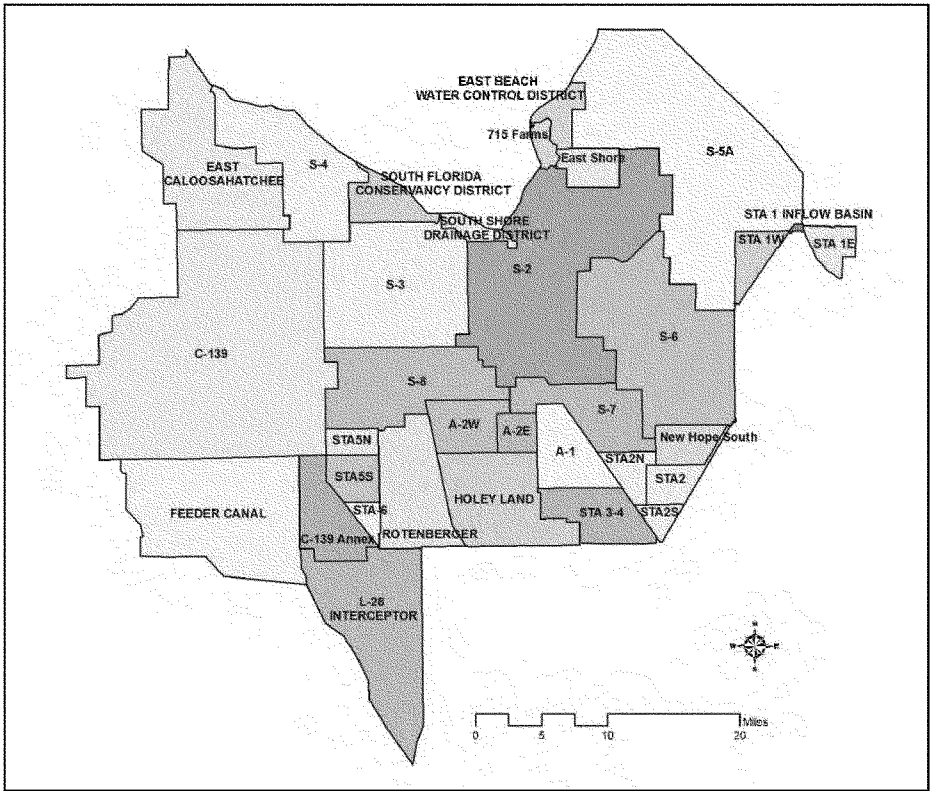 EAST BEACH
WATER CONTROL DISTRICT
715 Farms
East Shore
S-5A
S-4
EAST
CALOOSAHATCHEE
SOUTH FLORIDA
CONSERVANCY DISTRICT
STA 1 INFLOW BASIN
SOUTH SHORE
DRAINAGE DISTRICT
STA 1W
STA 1E
S-2
S-3
S-6
C-139
S-8
S-7
A-2W
A-2E
New Hope South
STA5N
A-1
STA2N
STA5S
STA2
HOLEY LAND
STA-6
FEEDER CANAL
STA 3-4
STA2S
ROTENBERGER
C-139 Annex
L-28
INTERCEPTOR
N
W E
S
Miles
0 5 10 20